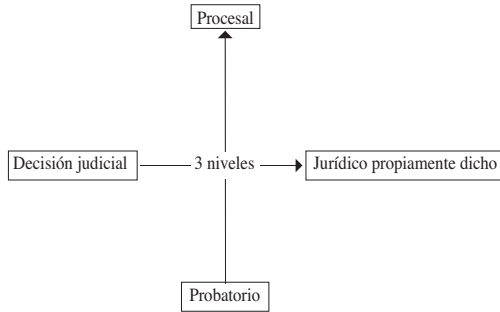 Procesal
Decisión judicial
3 niveles
Jurídico propiamente dicho
Probatorio